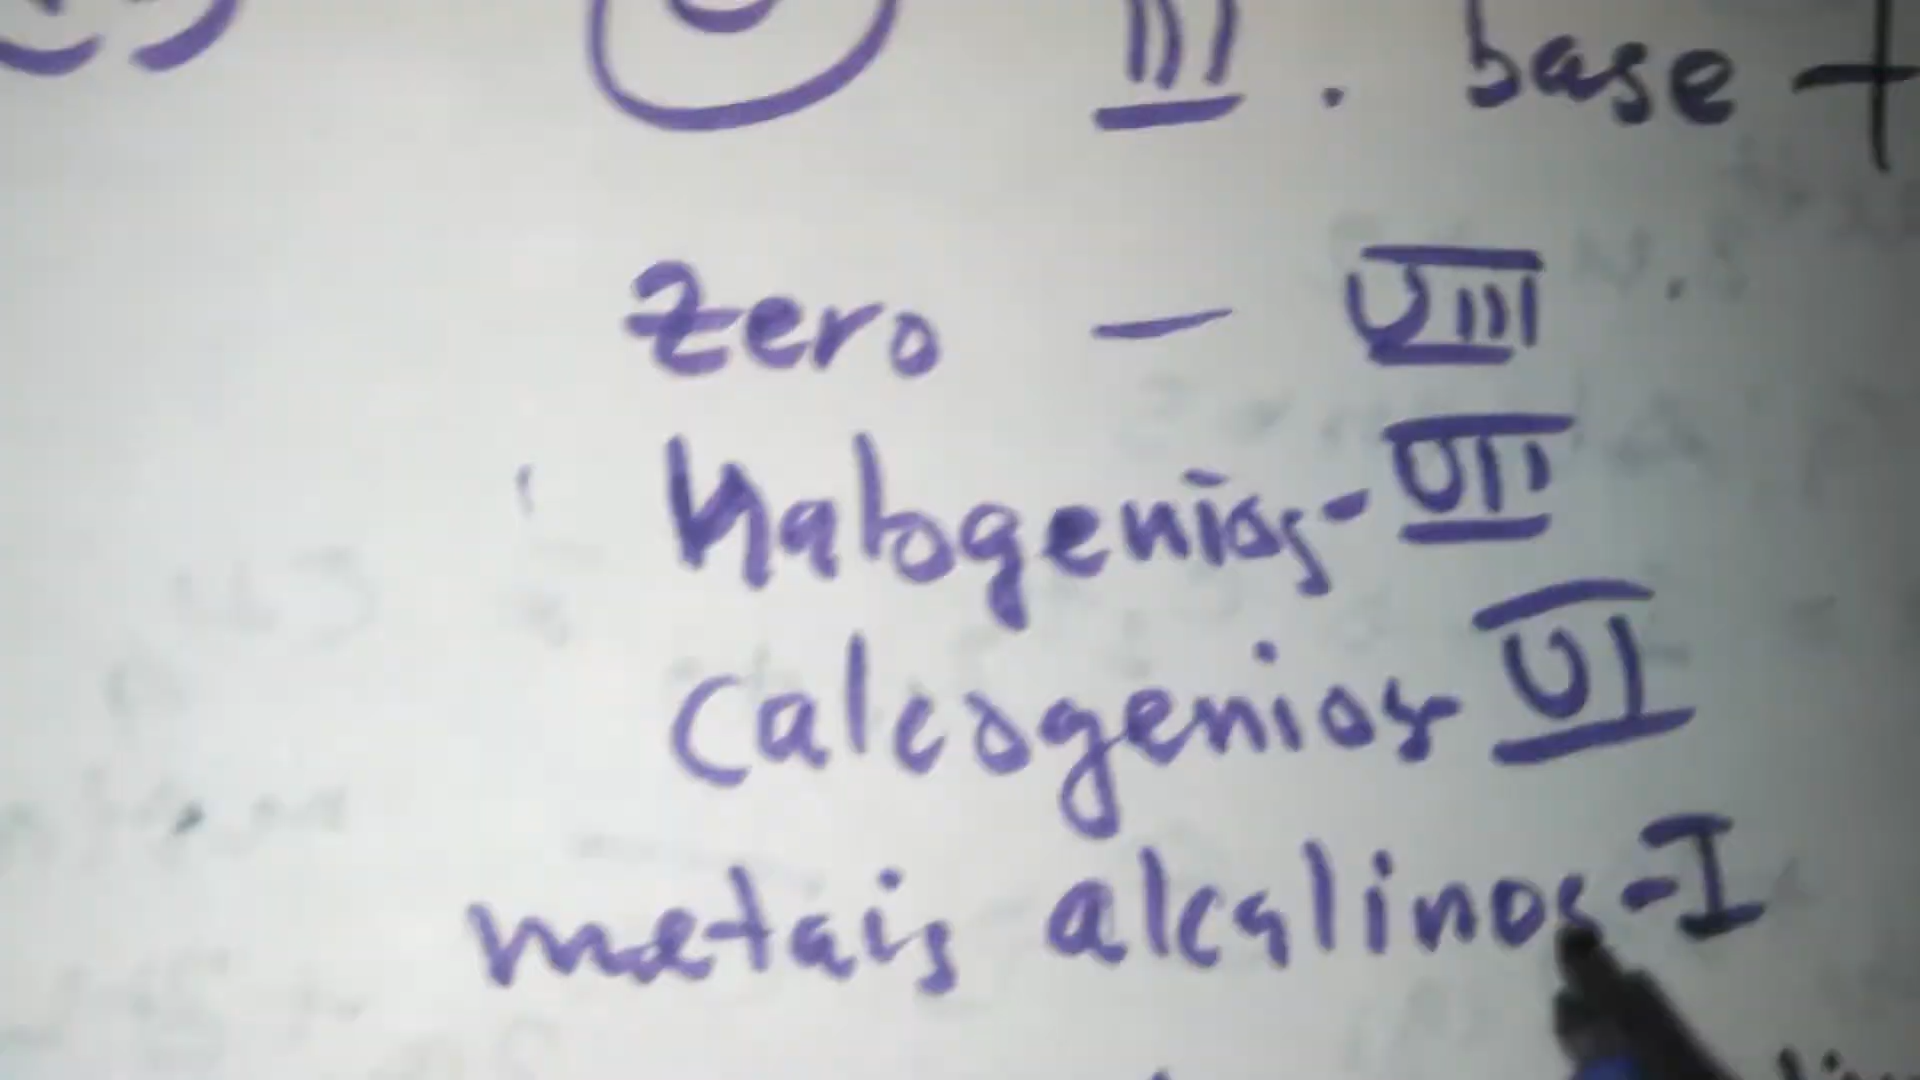 III. base +
Zero - VIII
halogenios - VII
calcogenios - VI
metais alcalinos - I